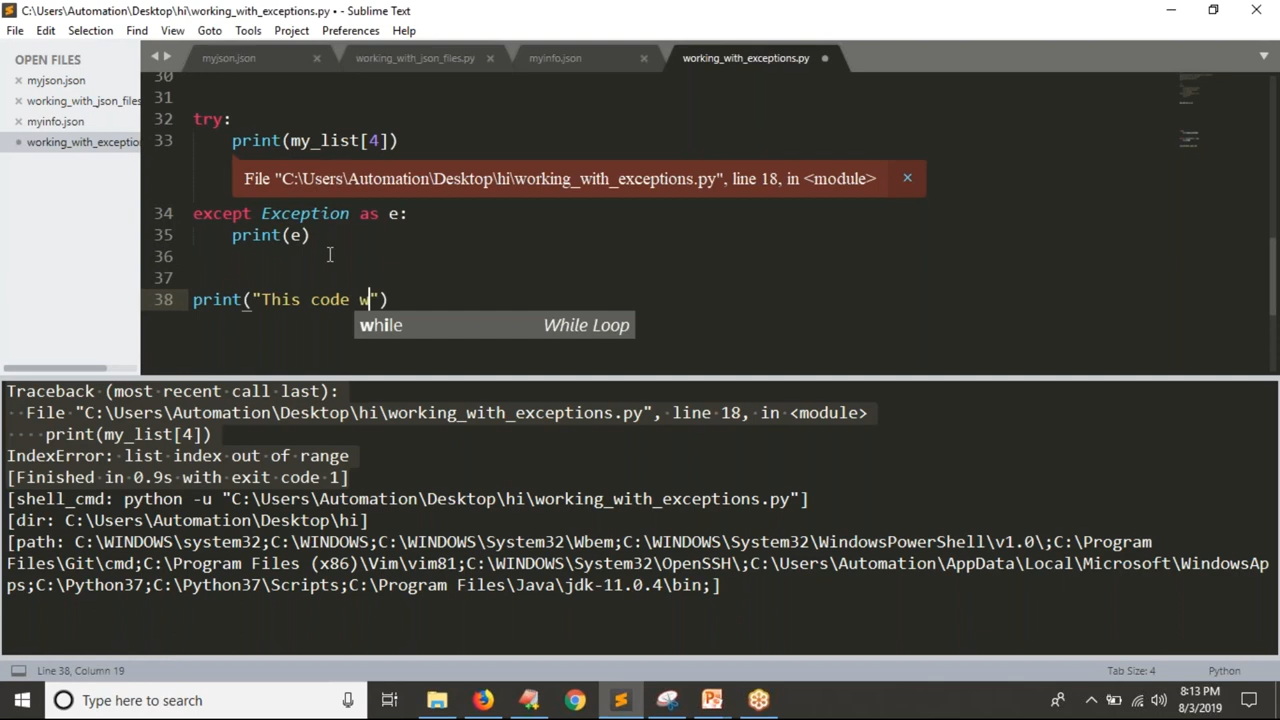 C:\Users\Automation\Desktop\hi\working_with_exceptions.py • - Sublime Text
File Edit Selection Find View Goto Tools Project Preferences Help
OPEN FILES
myjson.json
working_with_json_files
myinfo.json
working_with_exceptio
myjson.json working_with_json_files.py myinfo.json working_with_exceptions.py
30
31
32 try:
33 print(my_list[4])
File "C:\Users\Automation\Desktop\hi\working_with_exceptions.py", line 18, in <module> ×
34 except Exception as e:
35 print(e)
36
37
38 print("This code w")
while While Loop
Traceback (most recent call last):
File "C:\Users\Automation\Desktop\hi\working_with_exceptions.py", line 18, in <module>
print(my_list[4])
IndexError: list index out of range
[Finished in 0.9s with exit code 1]
[shell_cmd: python -u "C:\Users\Automation\Desktop\hi\working_with_exceptions.py"]
[dir: C:\Users\Automation\Desktop\hi]
[path: C:\WINDOWS\system32;C:\WINDOWS;C:\WINDOWS\System32\Wbem;C:\WINDOWS\System32\WindowsPowerShell\v1.0\;C:\Program
Files\Git\cmd;C:\Program Files (x86)\Vim\vim81;C:\WINDOWS\System32\OpenSSH\;C:\Users\Automation\AppData\Local\Microsoft\WindowsAp
ps;C:\Python37;C:\Python37\Scripts;C:\Program Files\Java\jdk-11.0.4\bin;]
Line 38, Column 19 Tab Size: 4 Python
Type here to search
8:13 PM
8/3/2019